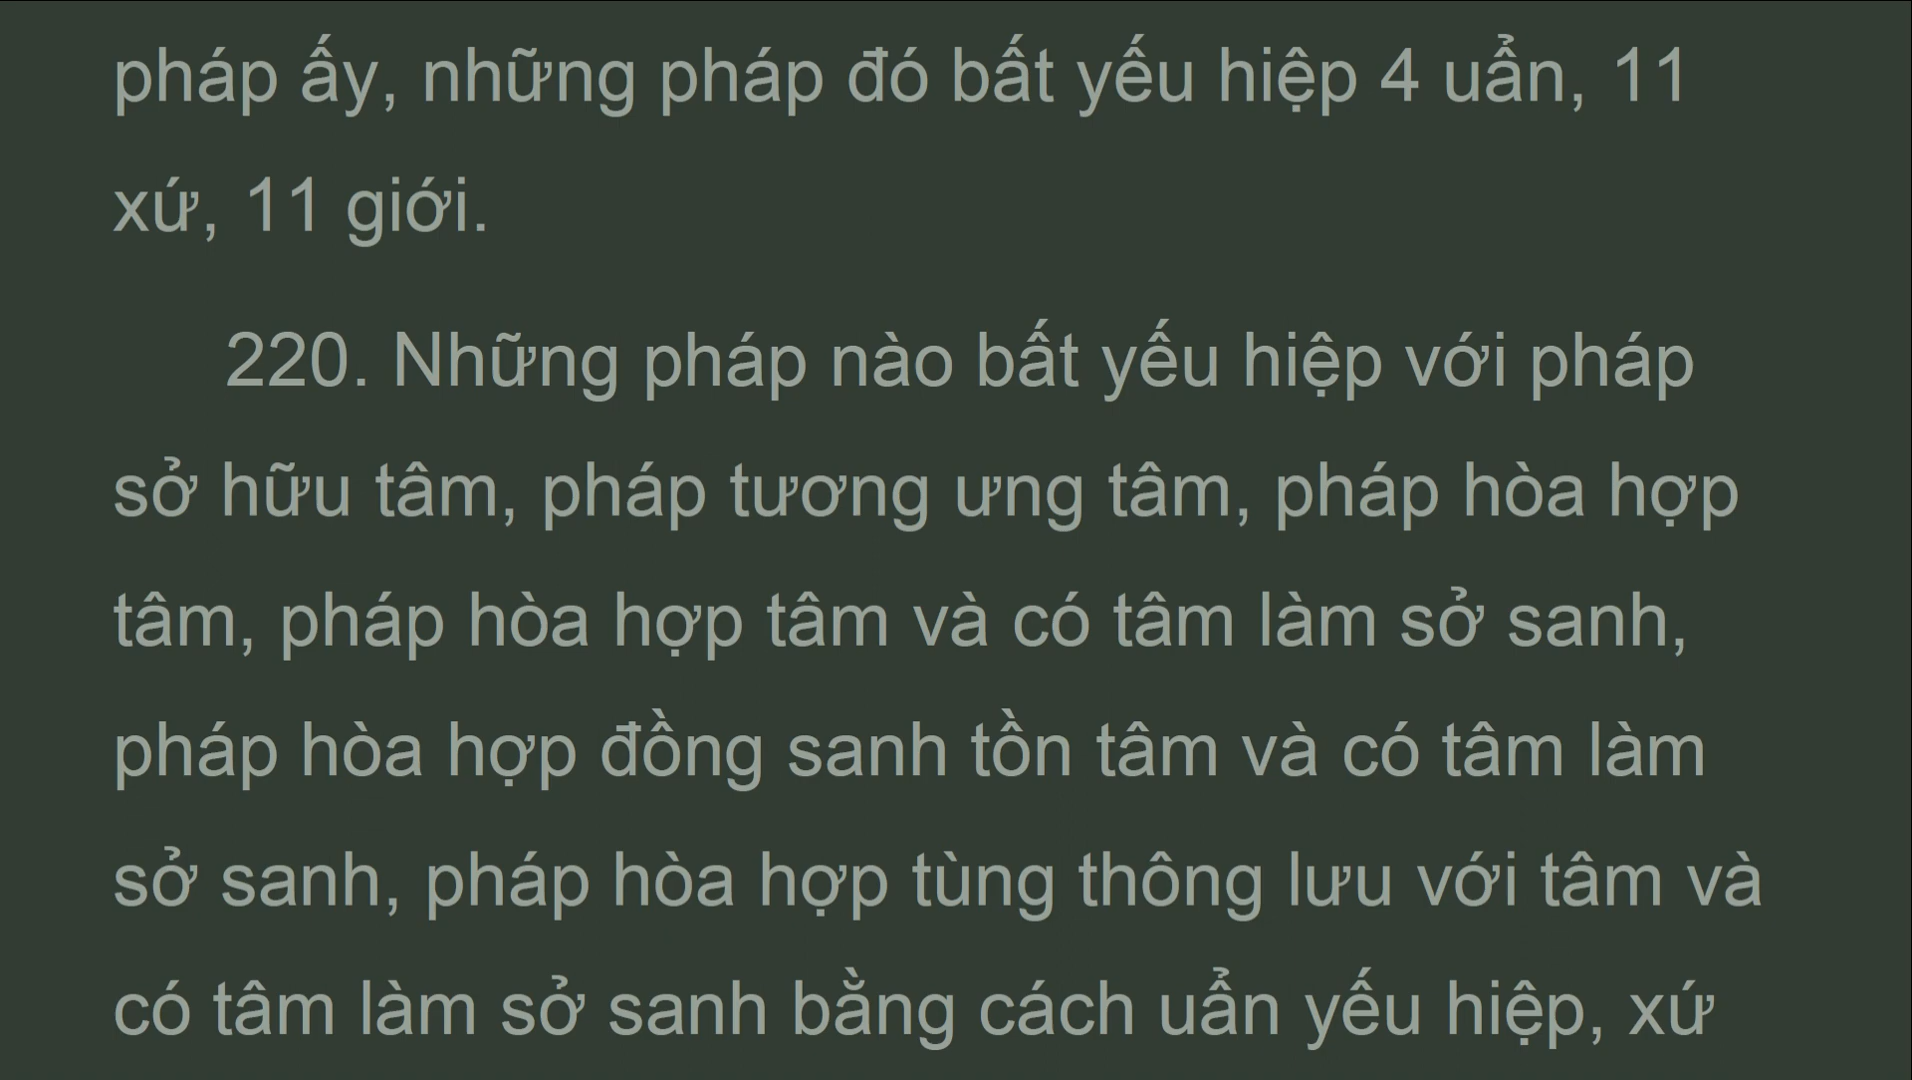 pháp ấy, những pháp đó bất yếu hiệp 4 uẩn, 11
xứ, 11 giới.
220. Những pháp nào bất yếu hiệp với pháp
sở hữu tâm, pháp tương ưng tâm, pháp hòa hợp
tâm, pháp hòa hợp tâm và có tâm làm sở sanh,
pháp hòa hợp đồng sanh tồn tâm và có tâm làm
sở sanh, pháp hòa hợp tùng thông lưu với tâm và
có tâm làm sở sanh bằng cách uẩn yếu hiệp, xứ